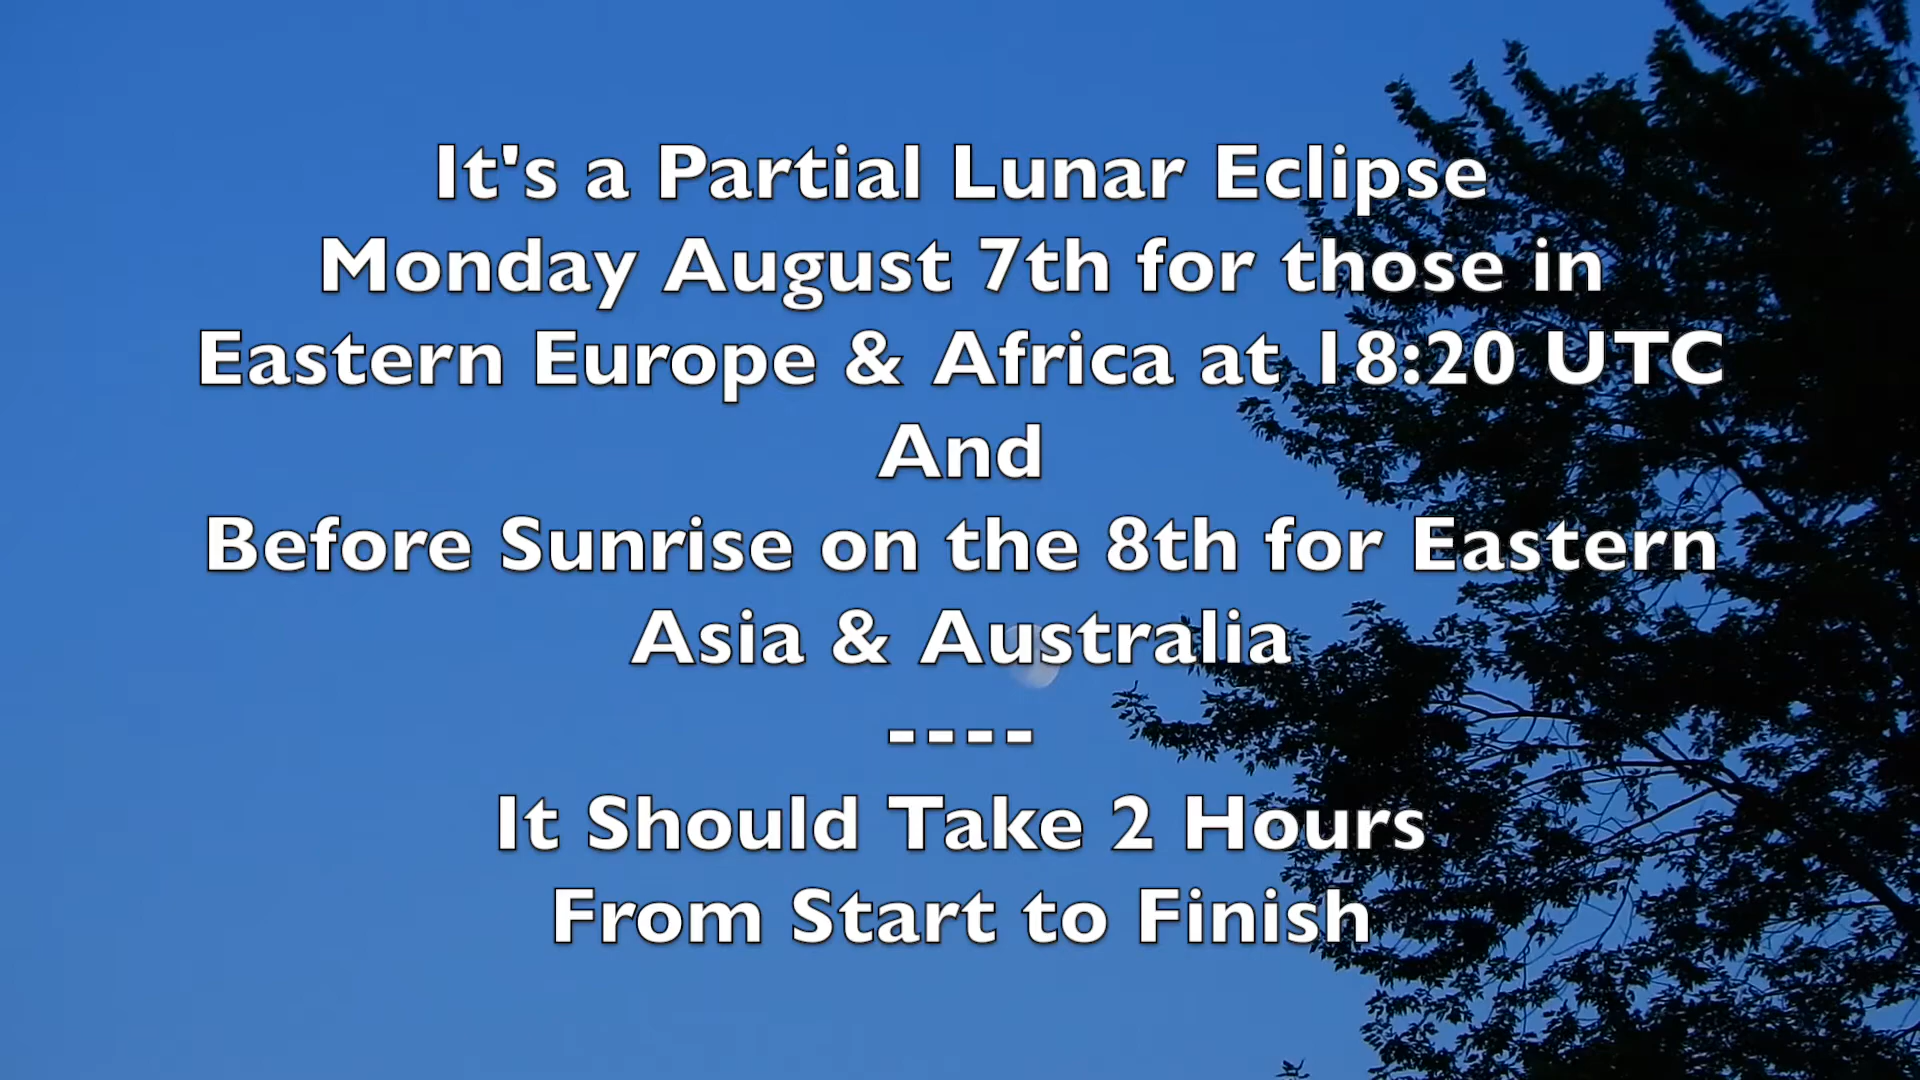 It's a Partial Lunar Eclipse
Monday August 7th for those in
Eastern Europe & Africa at 18:20 UTC
And
Before Sunrise on the 8th for Eastern
Asia & Australia
----
It Should Take 2 Hours
From Start to Finish